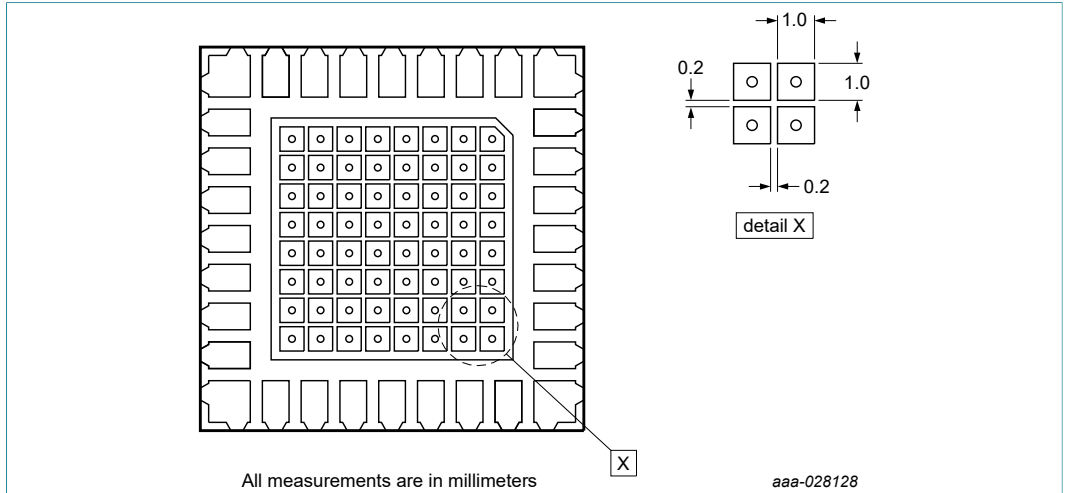 1.0
0.2
1.0
0.2
detail X
X
All measurements are in millimeters
aaa-028128